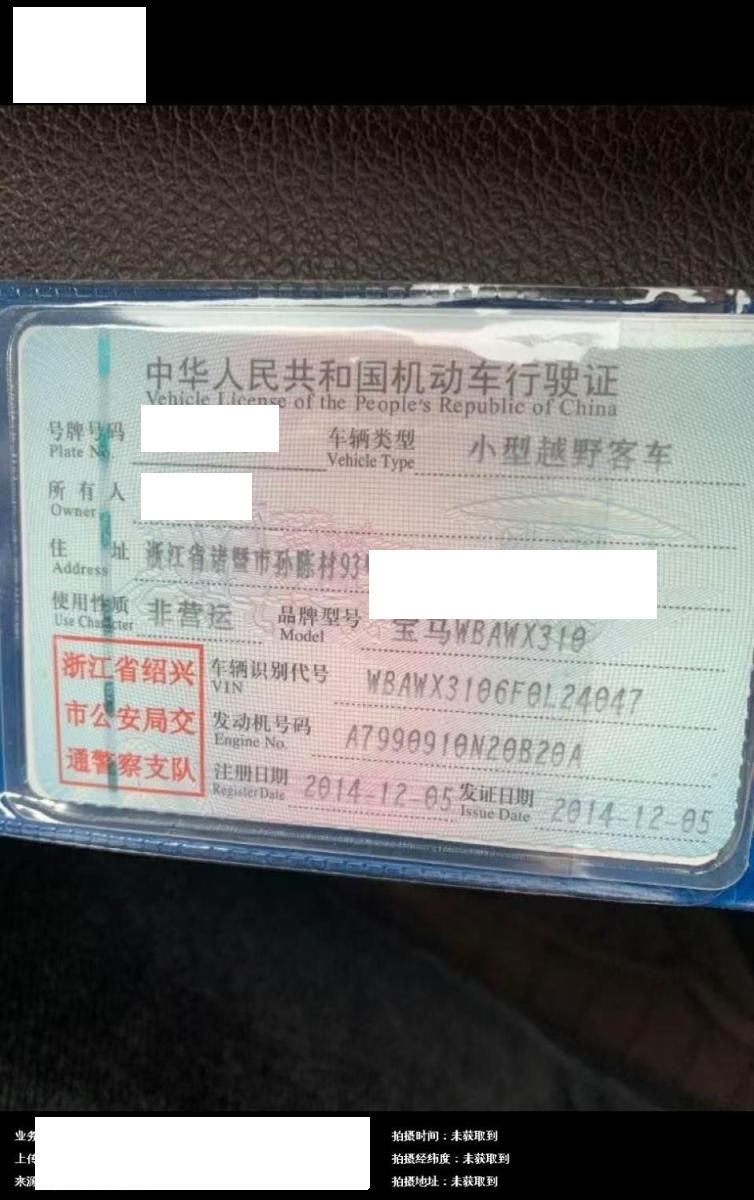 中华人民共和国机动车行驶证
Vehicle License of the People's Republic of China
号牌号码 车辆类型 小型越野客车
Plate No. Vehicle Type
所有人
Owner
住址 浙江省诸暨市孙陈村93
Address
使用性质 非营运 品牌型号 宝马WBAWX310
Use Character Model
浙江省绍兴
市公安局交
通警察支队
车辆识别代号 WBAWX3106F0L24047
VIN
发动机号码 A7990910N20B20A
Engine No.
注册日期 2014-12-05 发证日期 2014-12-05
Register Date Issue Date
业务 拍摄时间：未获取到
上传 拍摄经纬度：未获取到
来源 拍摄地址：未获取到